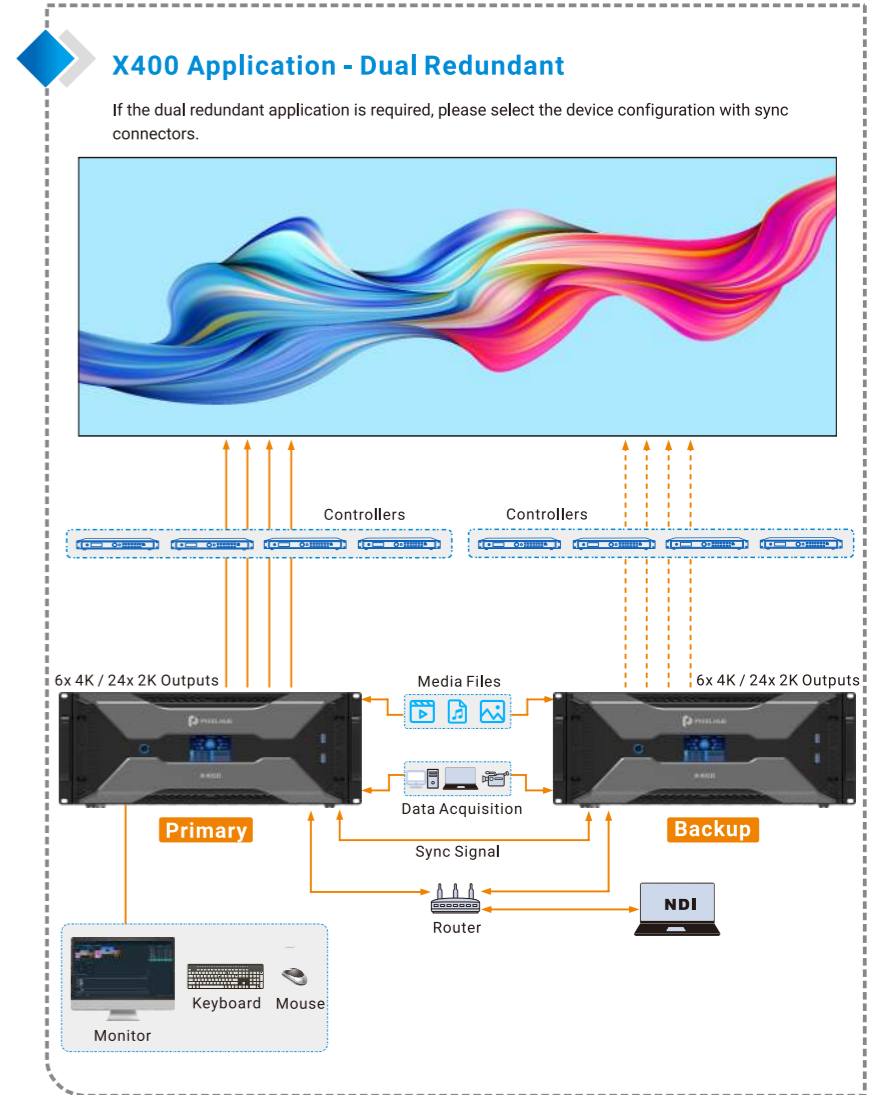 X400 Application - Dual Redundant
If the dual redundant application is required, please select the device configuration with sync
connectors.
Controllers
Controllers
6x 4K / 24x 2K Outputs
Media Files
6x 4K / 24x 2K Outputs
PIXELHUE
PIXELHUE
Data Acquisition
Primary
Backup
Sync Signal
NDI
Router
Keyboard
Mouse
Monitor